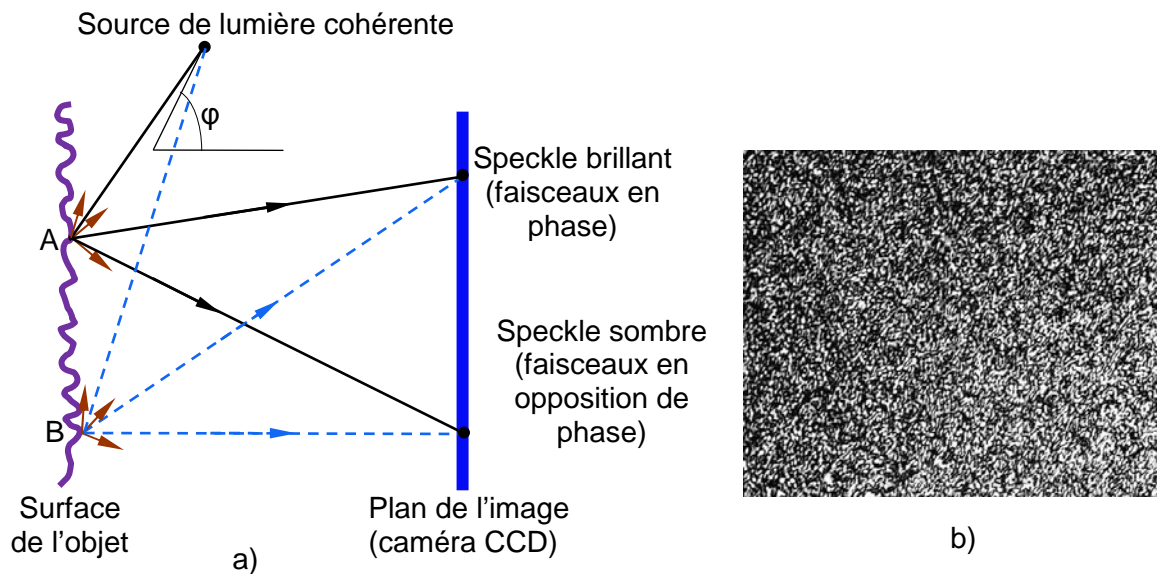 Source de lumière cohérente
φ
Speckle brillant
(faisceaux en
phase)
A
Speckle sombre
(faisceaux en
opposition de
phase)
B
Surface
de l'objet
Plan de l'image
(caméra CCD)
a)
b)